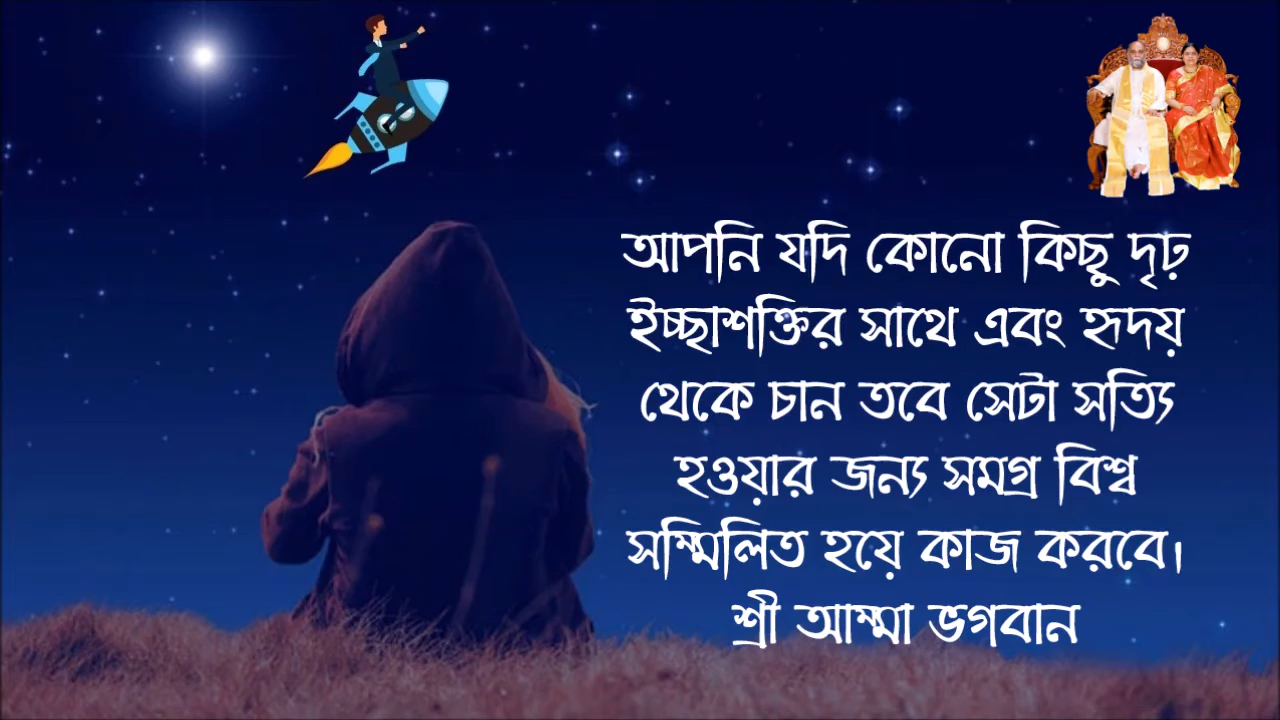 আপনি যদি কোনো কিছু দৃঢ়
ইচ্ছাশক্তির সাথে এবং হৃদয়
থেকে চান তবে সেটা সত্যি
হওয়ার জন্য সমগ্র বিশ্ব
সম্মিলিত হয়ে কাজ করবে।
শ্রী আম্মা ভগবান